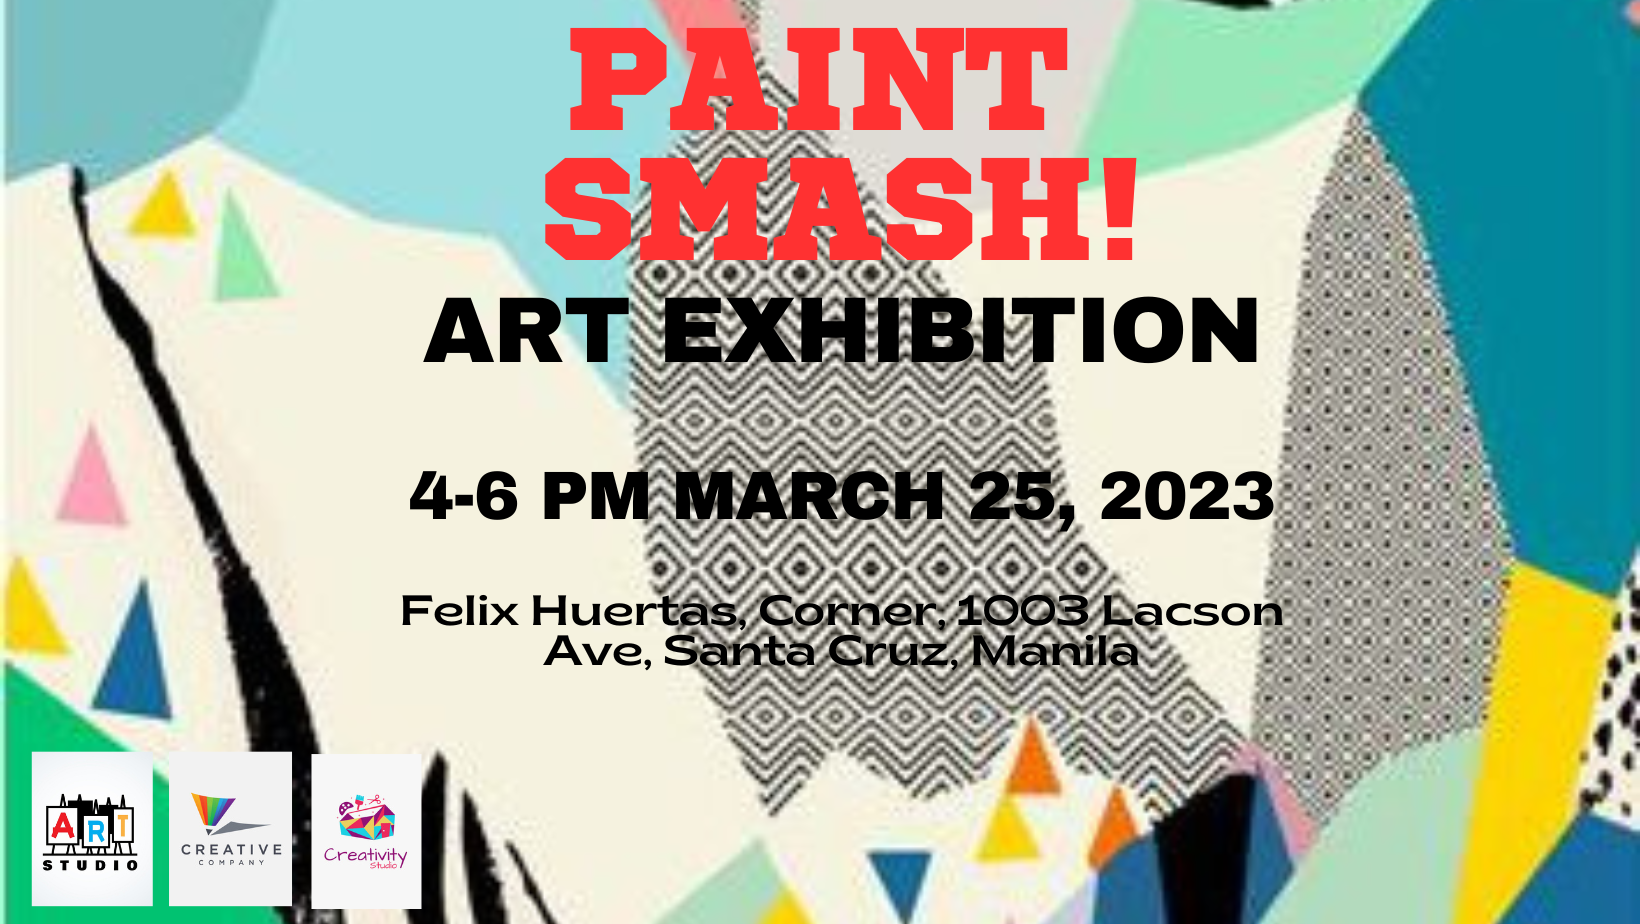 PAINT
SMASH!
ART EXHIBITION
4-6 PM MARCH 25, 2023
Felix Huertas, Corner, 1003 Lacson
Ave, Santa Cruz, Manila
ART
STUDIO
CREATIVE
COMPANY
Creativity
Studio